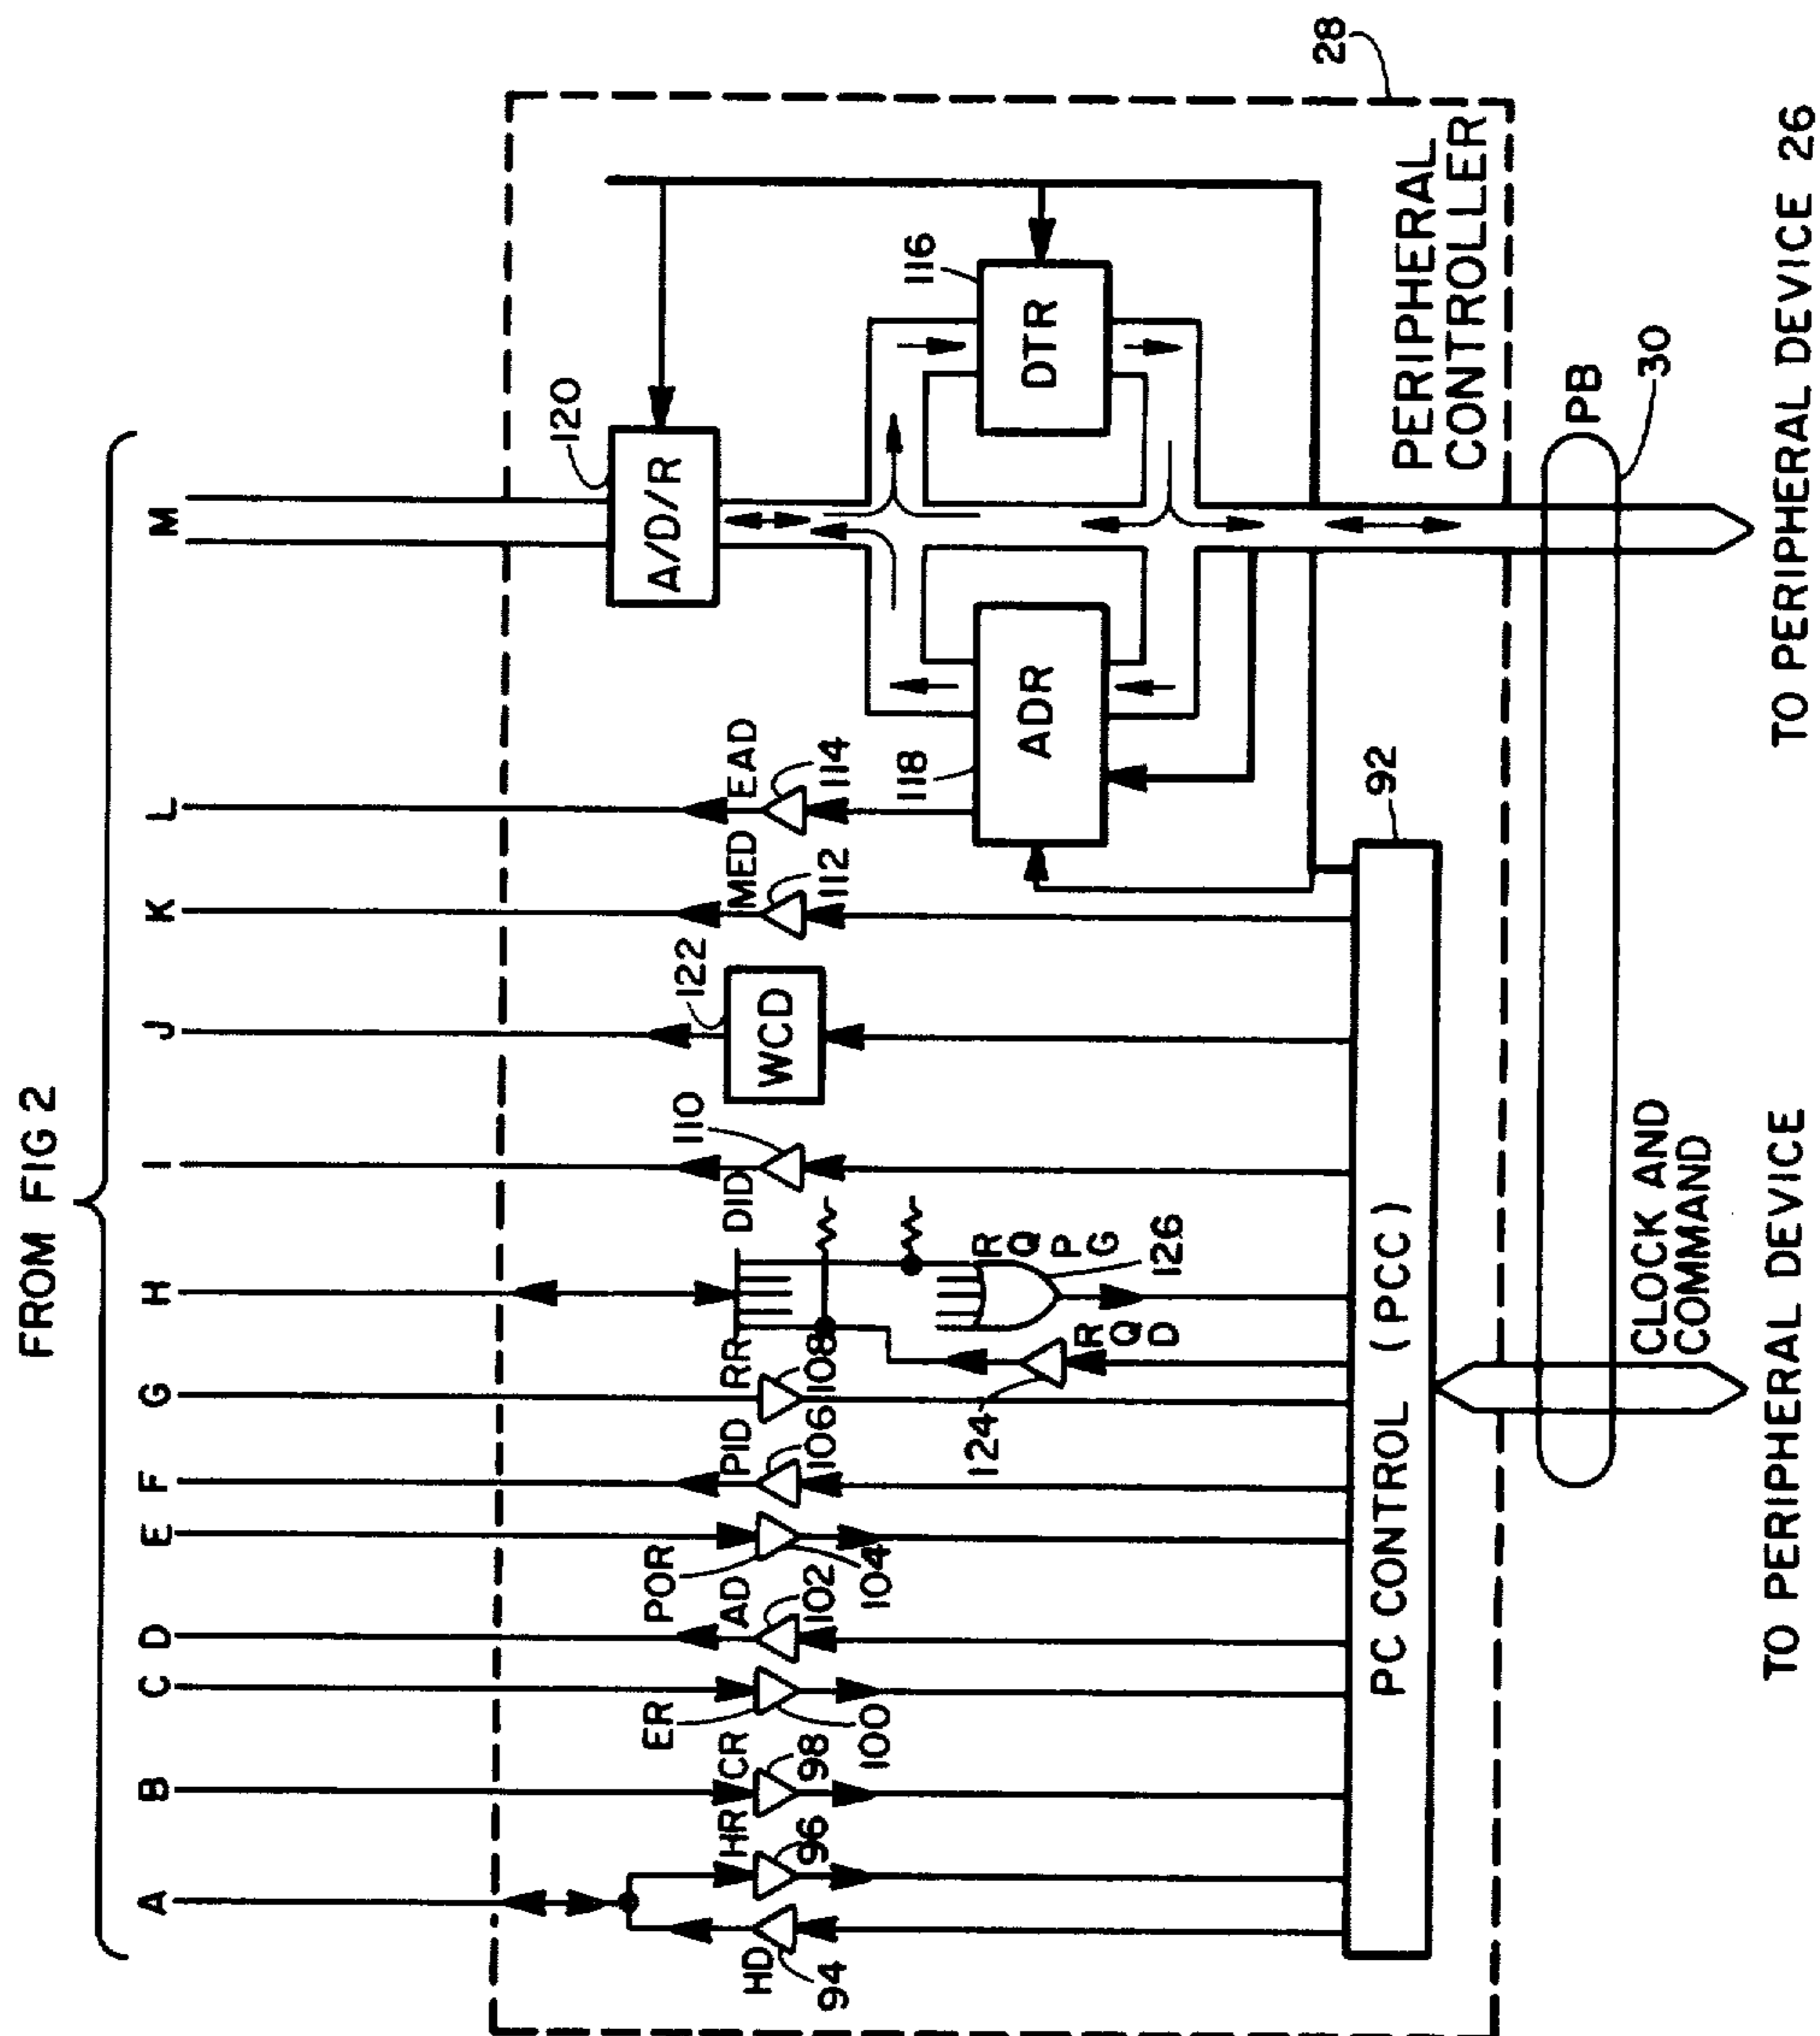 FROM FIG 2
A B C D E F G H I J K L M
28
120
A/D/R
116
DTR
118
ADR
EAD
114
MED
112
122
WCD
110
DID
RQPG
126
RQD
124
RR
108
PID
106
POR
104
AD
102
ER
100
CR
98
HR
96
HD
94
92
PC CONTROL (PCC)
PERIPHERAL
CONTROLLER
PB
30
CLOCK AND
COMMAND
TO PERIPHERAL DEVICE
TO PERIPHERAL DEVICE 26